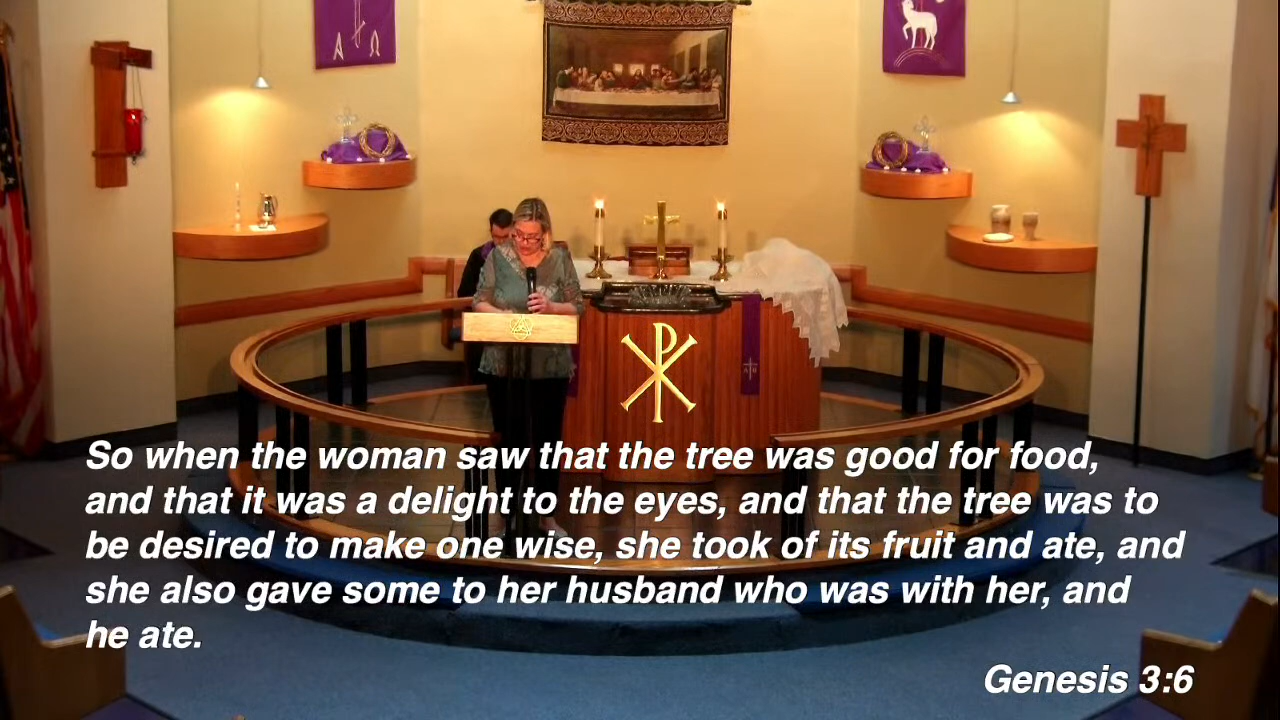 Α Ω
So when the woman saw that the tree was good for food,
and that it was a delight to the eyes, and that the tree was to
be desired to make one wise, she took of its fruit and ate, and
she also gave some to her husband who was with her, and
he ate.
Genesis 3:6